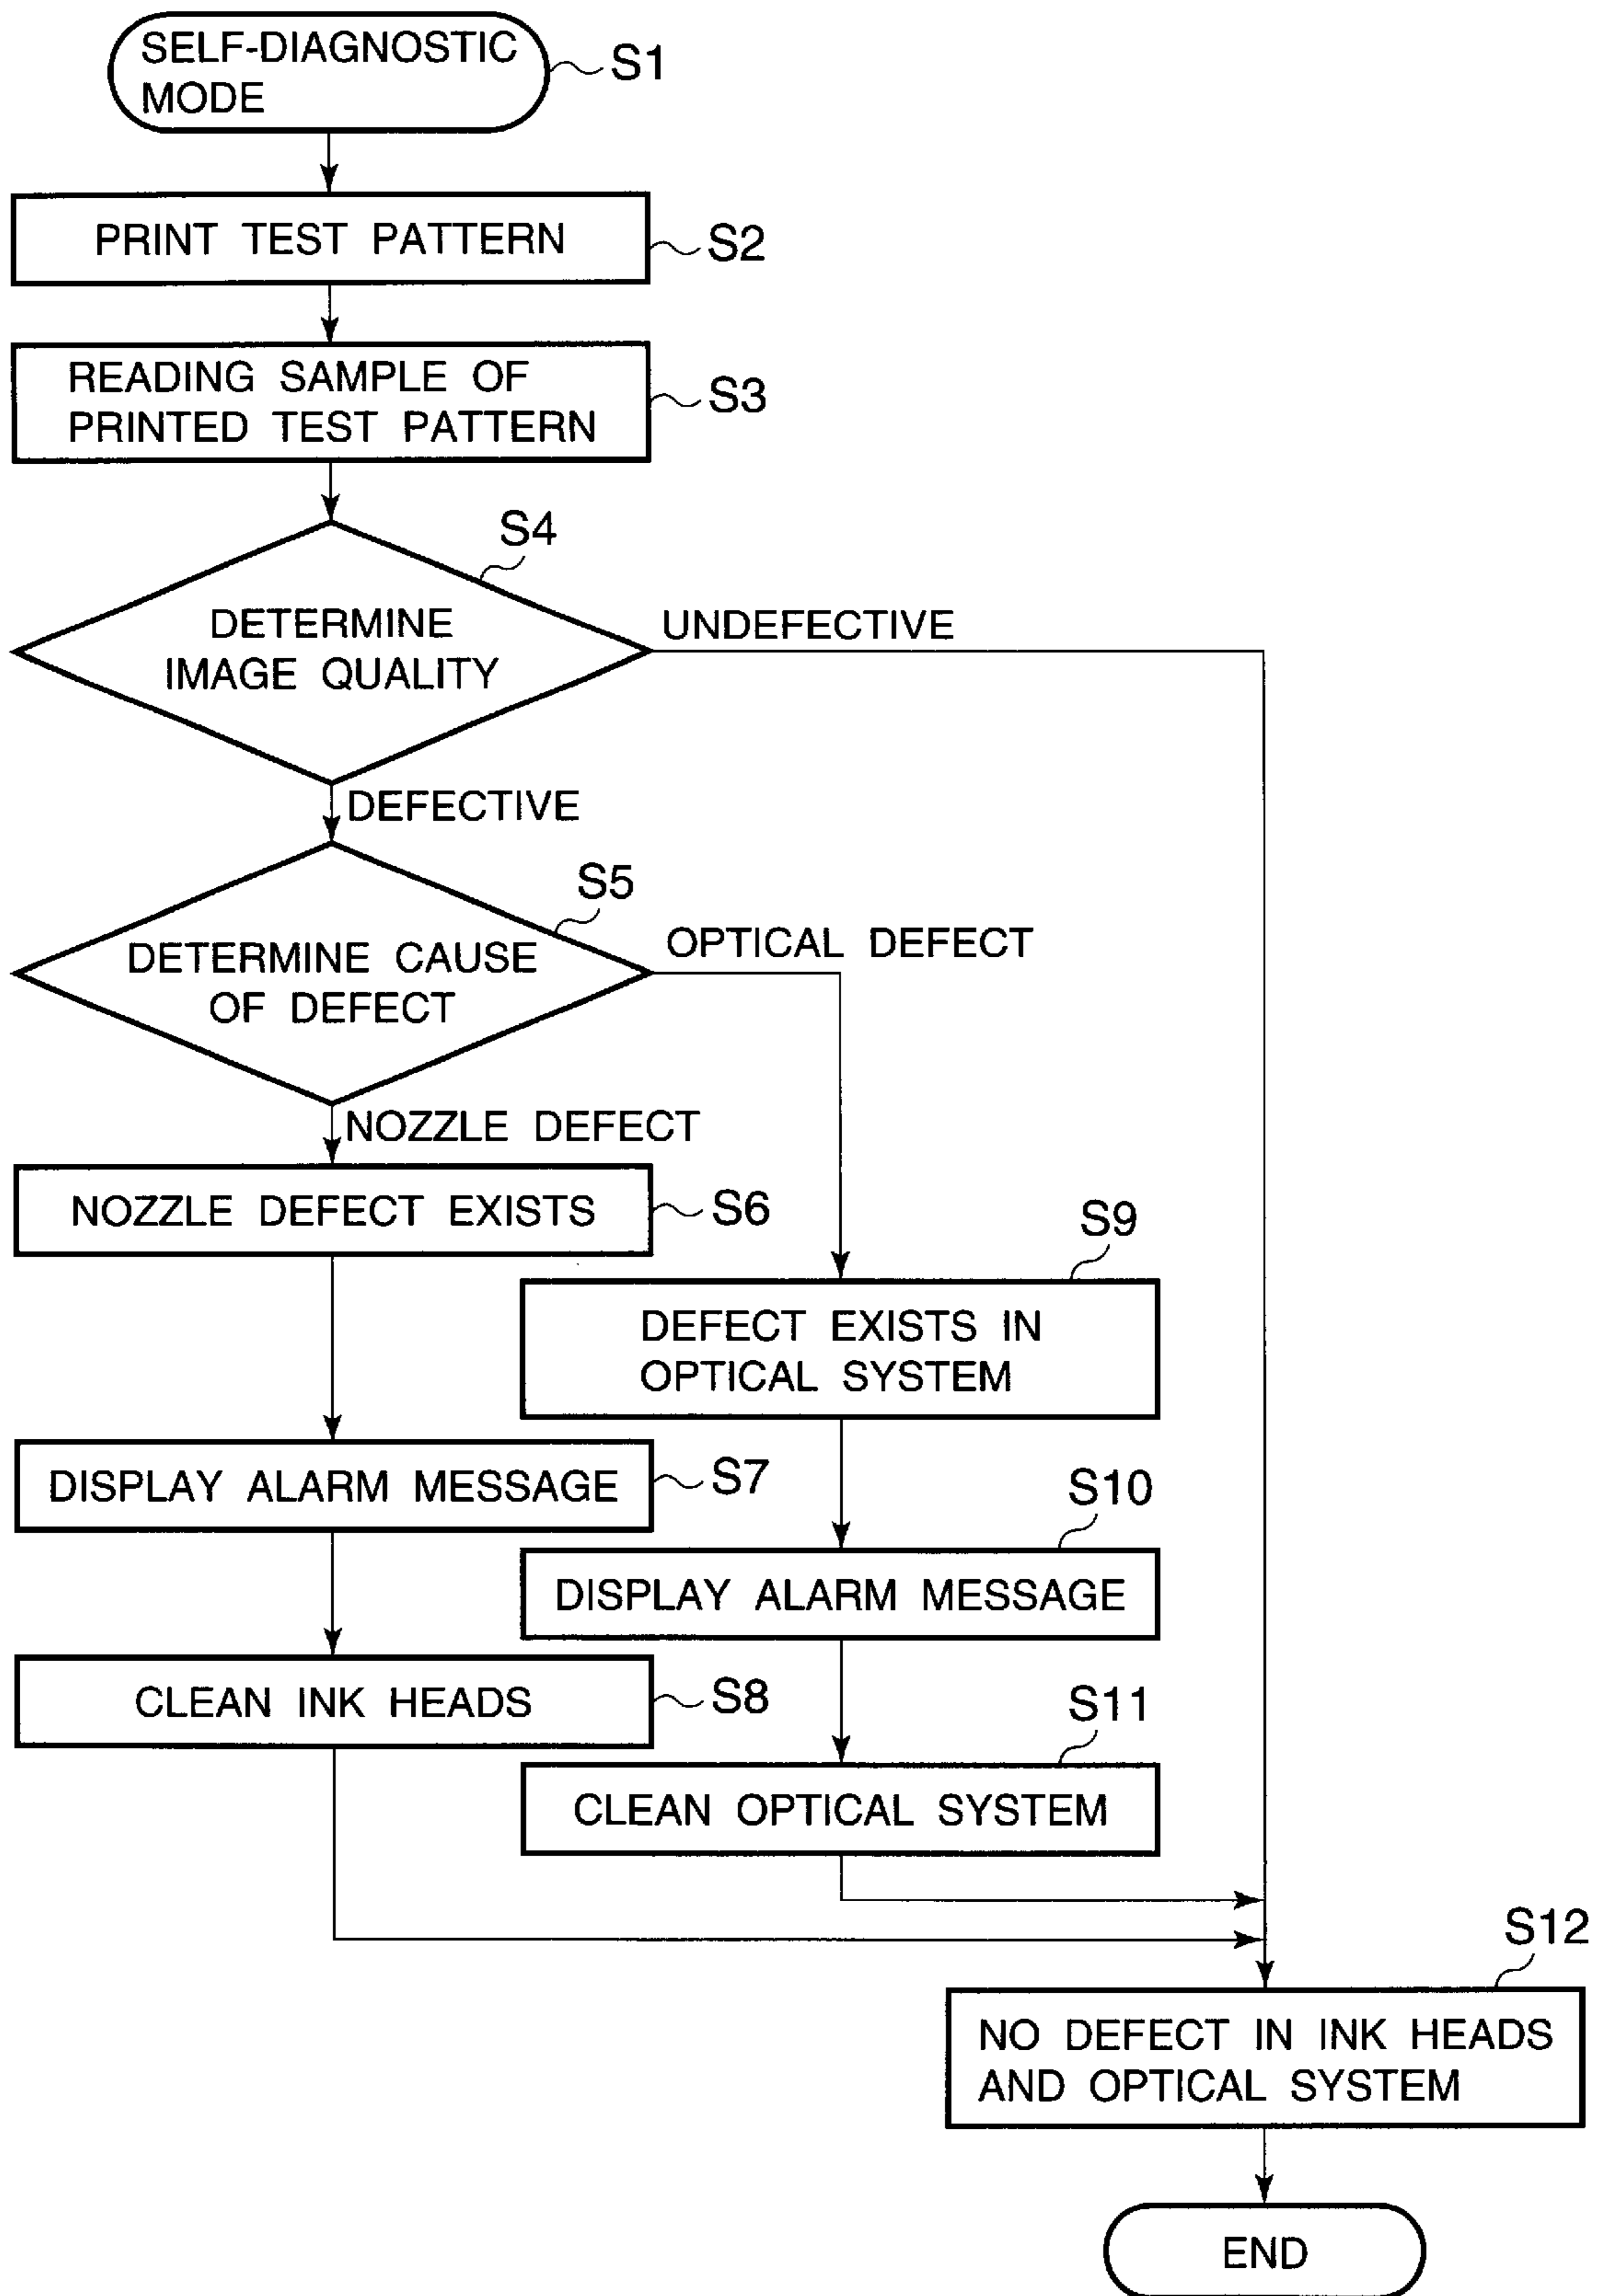 SELF-DIAGNOSTIC
MODE
S1
PRINT TEST PATTERN
S2
READING SAMPLE OF
PRINTED TEST PATTERN
S3
S4
DETERMINE
IMAGE QUALITY
UNDEFECTIVE
DEFECTIVE
S5
DETERMINE CAUSE
OF DEFECT
OPTICAL DEFECT
NOZZLE DEFECT
NOZZLE DEFECT EXISTS
S6
S9
DEFECT EXISTS IN
OPTICAL SYSTEM
DISPLAY ALARM MESSAGE
S7
S10
DISPLAY ALARM MESSAGE
CLEAN INK HEADS
S8
S11
CLEAN OPTICAL SYSTEM
S12
NO DEFECT IN INK HEADS
AND OPTICAL SYSTEM
END